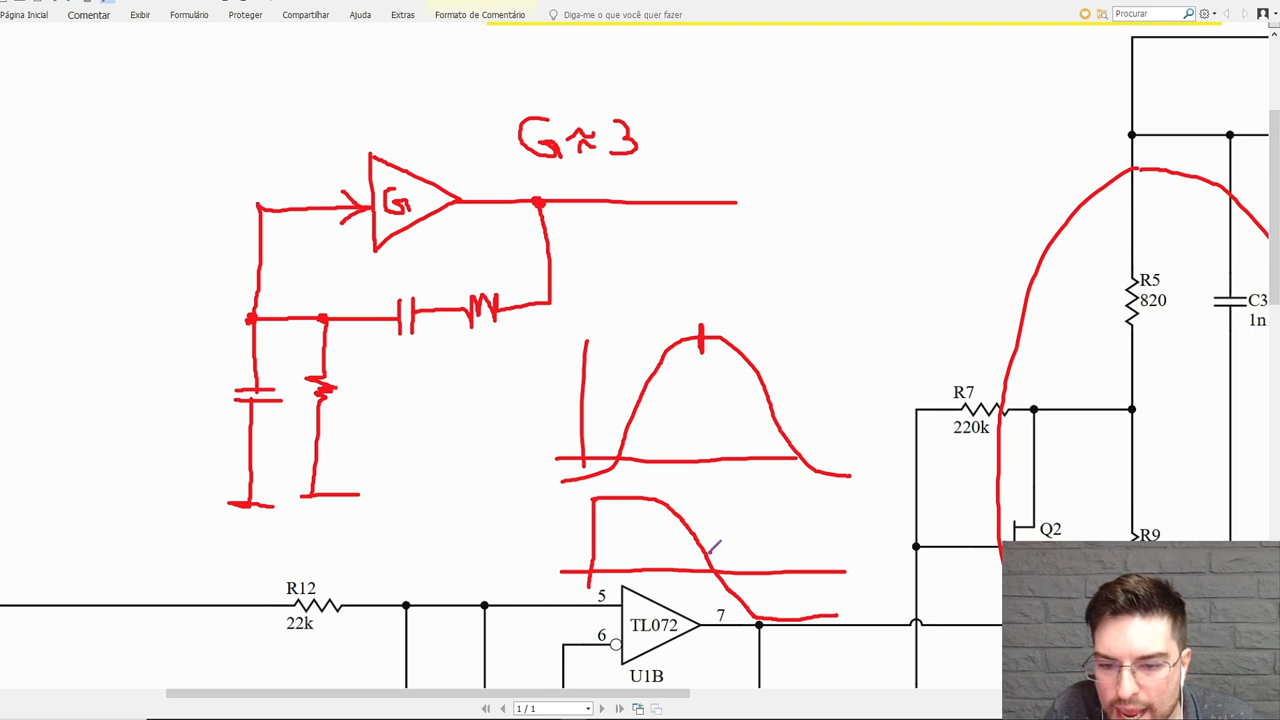 Página Inicial Comentar Exibir Formulário Proteger Compartilhar Ajuda Extras Formato de Comentário Diga-me o que você quer fazer Procurar
G≈3
G
R5
820
C3
1n
R7
220k
Q2
R9
R12
22k
5
6
7
TL072
U1B
1 / 1